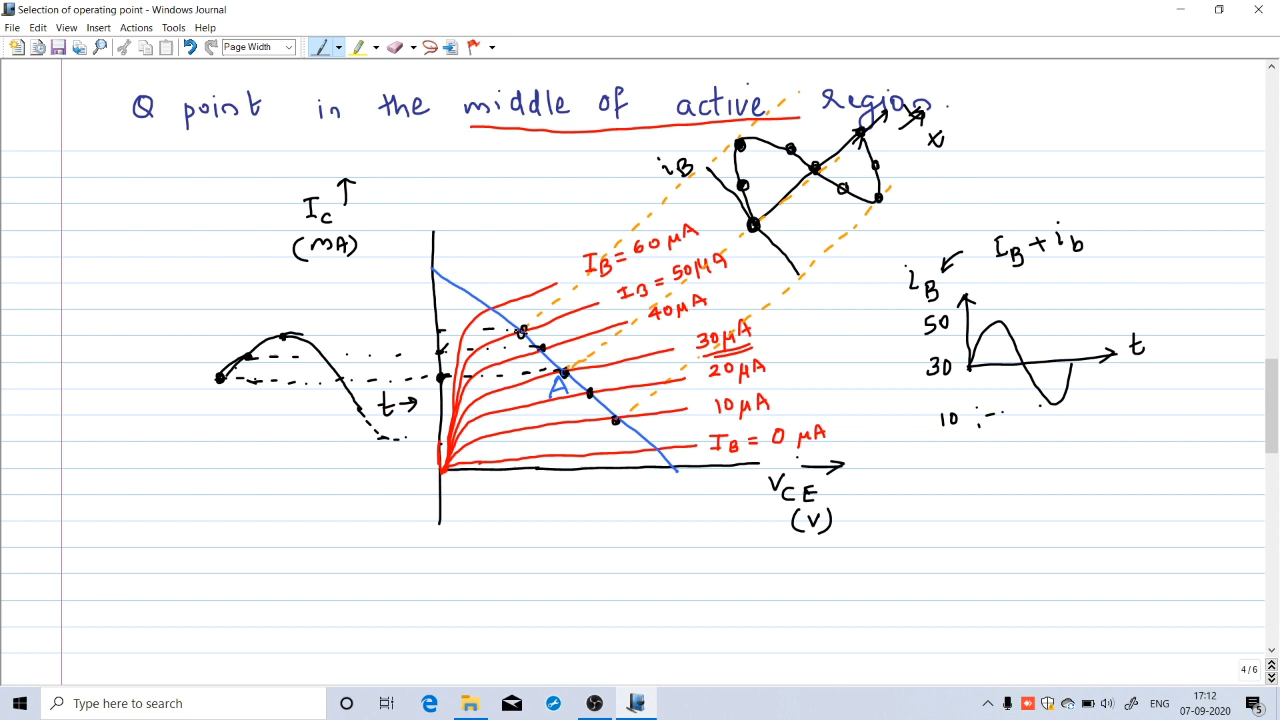 Selection of operating point - Windows Journal
File Edit View Insert Actions Tools Help
Page Width
Q point in the middle of active region.
x
iB
Ic
(mA)
IB = 60 μA
IB = 50 μA
40 μA
30 μA
20 μA
10 μA
IB = 0 μA
A
t →
VCE
(V)
IB + ib
iB
50
30
10
t
4 / 6
Type here to search
ENG
17:12
07-09-2020
5